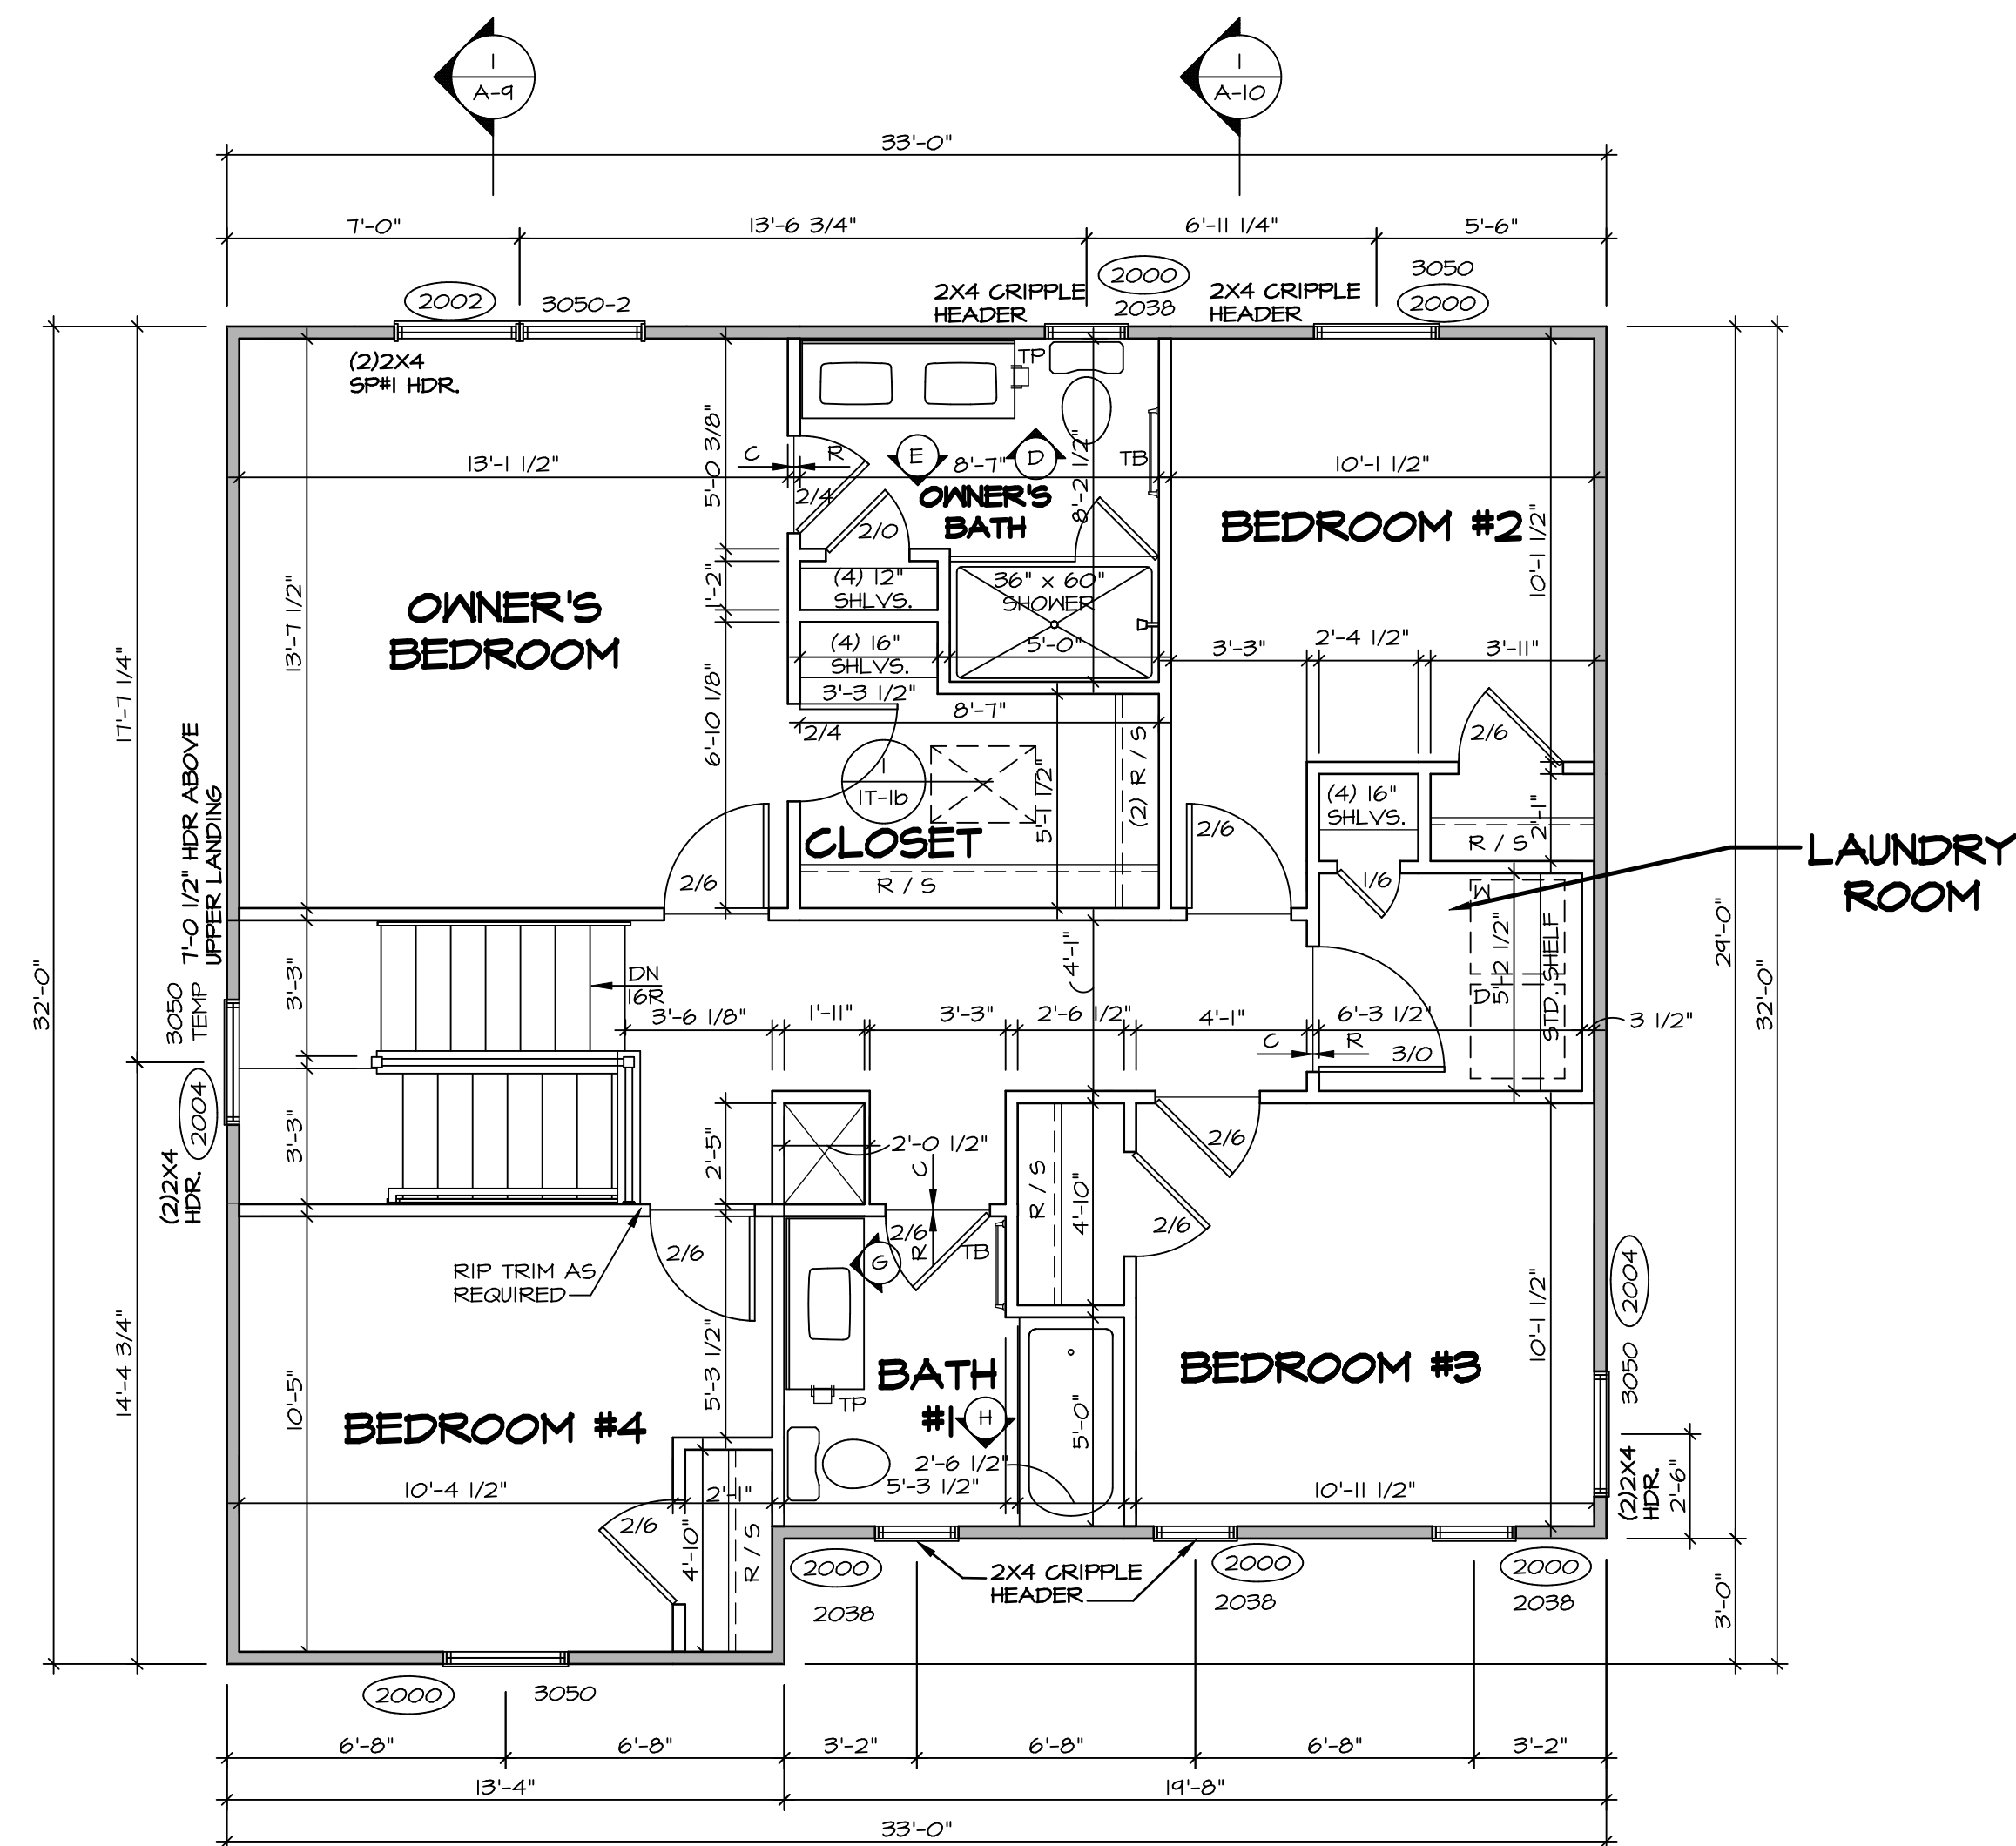 1
A-9
1
A-10
33'-0"
7'-0"
13'-6 3/4"
6'-11 1/4"
5'-6"
2002
3050-2
2X4 CRIPPLE
HEADER
2000
2038
2X4 CRIPPLE
HEADER
3050
2000
(2)2X4
SP#1 HDR.
TP
5'-0 3/8"
13'-1 1/2"
C
R
2/4
E
8'-7"
D
8'-2 1/2"
TB
OWNER'S
BATH
10'-1 1/2"
BEDROOM #2
10'-1 1/2"
2/0
(4) 12"
SHLVS.
1'-2"
36" x 60"
SHOWER
5'-0"
13'-7 1/2"
OWNER'S
BEDROOM
(4) 16"
SHLVS.
3'-3 1/2"
8'-7"
6'-10 1/8"
2/4
3'-3"
2'-4 1/2"
3'-11"
17'-7 1/4"
2/6
1
1T-1b
5'-1 1/2"
(2) R / S
CLOSET
R / S
2/6
2/6
(4) 16"
SHLVS.
2'-1"
R / S
LAUNDRY
ROOM
1/6
W
D
5'-2 1/2"
STD. SHELF
7'-0 1/2" HDR ABOVE
UPPER LANDING
32'-0"
29'-0"
32'-0"
3050
TEMP
3'-3"
DN
16R
4'-1"
3'-6 1/8"
1'-11"
3'-3"
2'-6 1/2"
4'-1"
6'-3 1/2"
3 1/2"
C
R
3/0
2004
(2)2X4
HDR.
3'-3"
2'-5"
2'-0 1/2"
C
R
2/6
TB
R / S
4'-10"
2/6
2/6
2/6
G
RIP TRIM AS
REQUIRED
14'-4 3/4"
10'-5"
5'-3 1/2"
BATH
#1
H
TP
BEDROOM #3
10'-1 1/2"
2004
3050
BEDROOM #4
5'-0"
2'-6 1/2"
5'-3 1/2"
10'-4 1/2"
2'-1"
10'-11 1/2"
(2)2X4
HDR.
2'-6"
2/6
4'-10"
R / S
2000
2038
2X4 CRIPPLE
HEADER
2000
2038
2000
2038
3'-0"
2000
3050
6'-8"
6'-8"
3'-2"
6'-8"
6'-8"
3'-2"
13'-4"
19'-8"
33'-0"